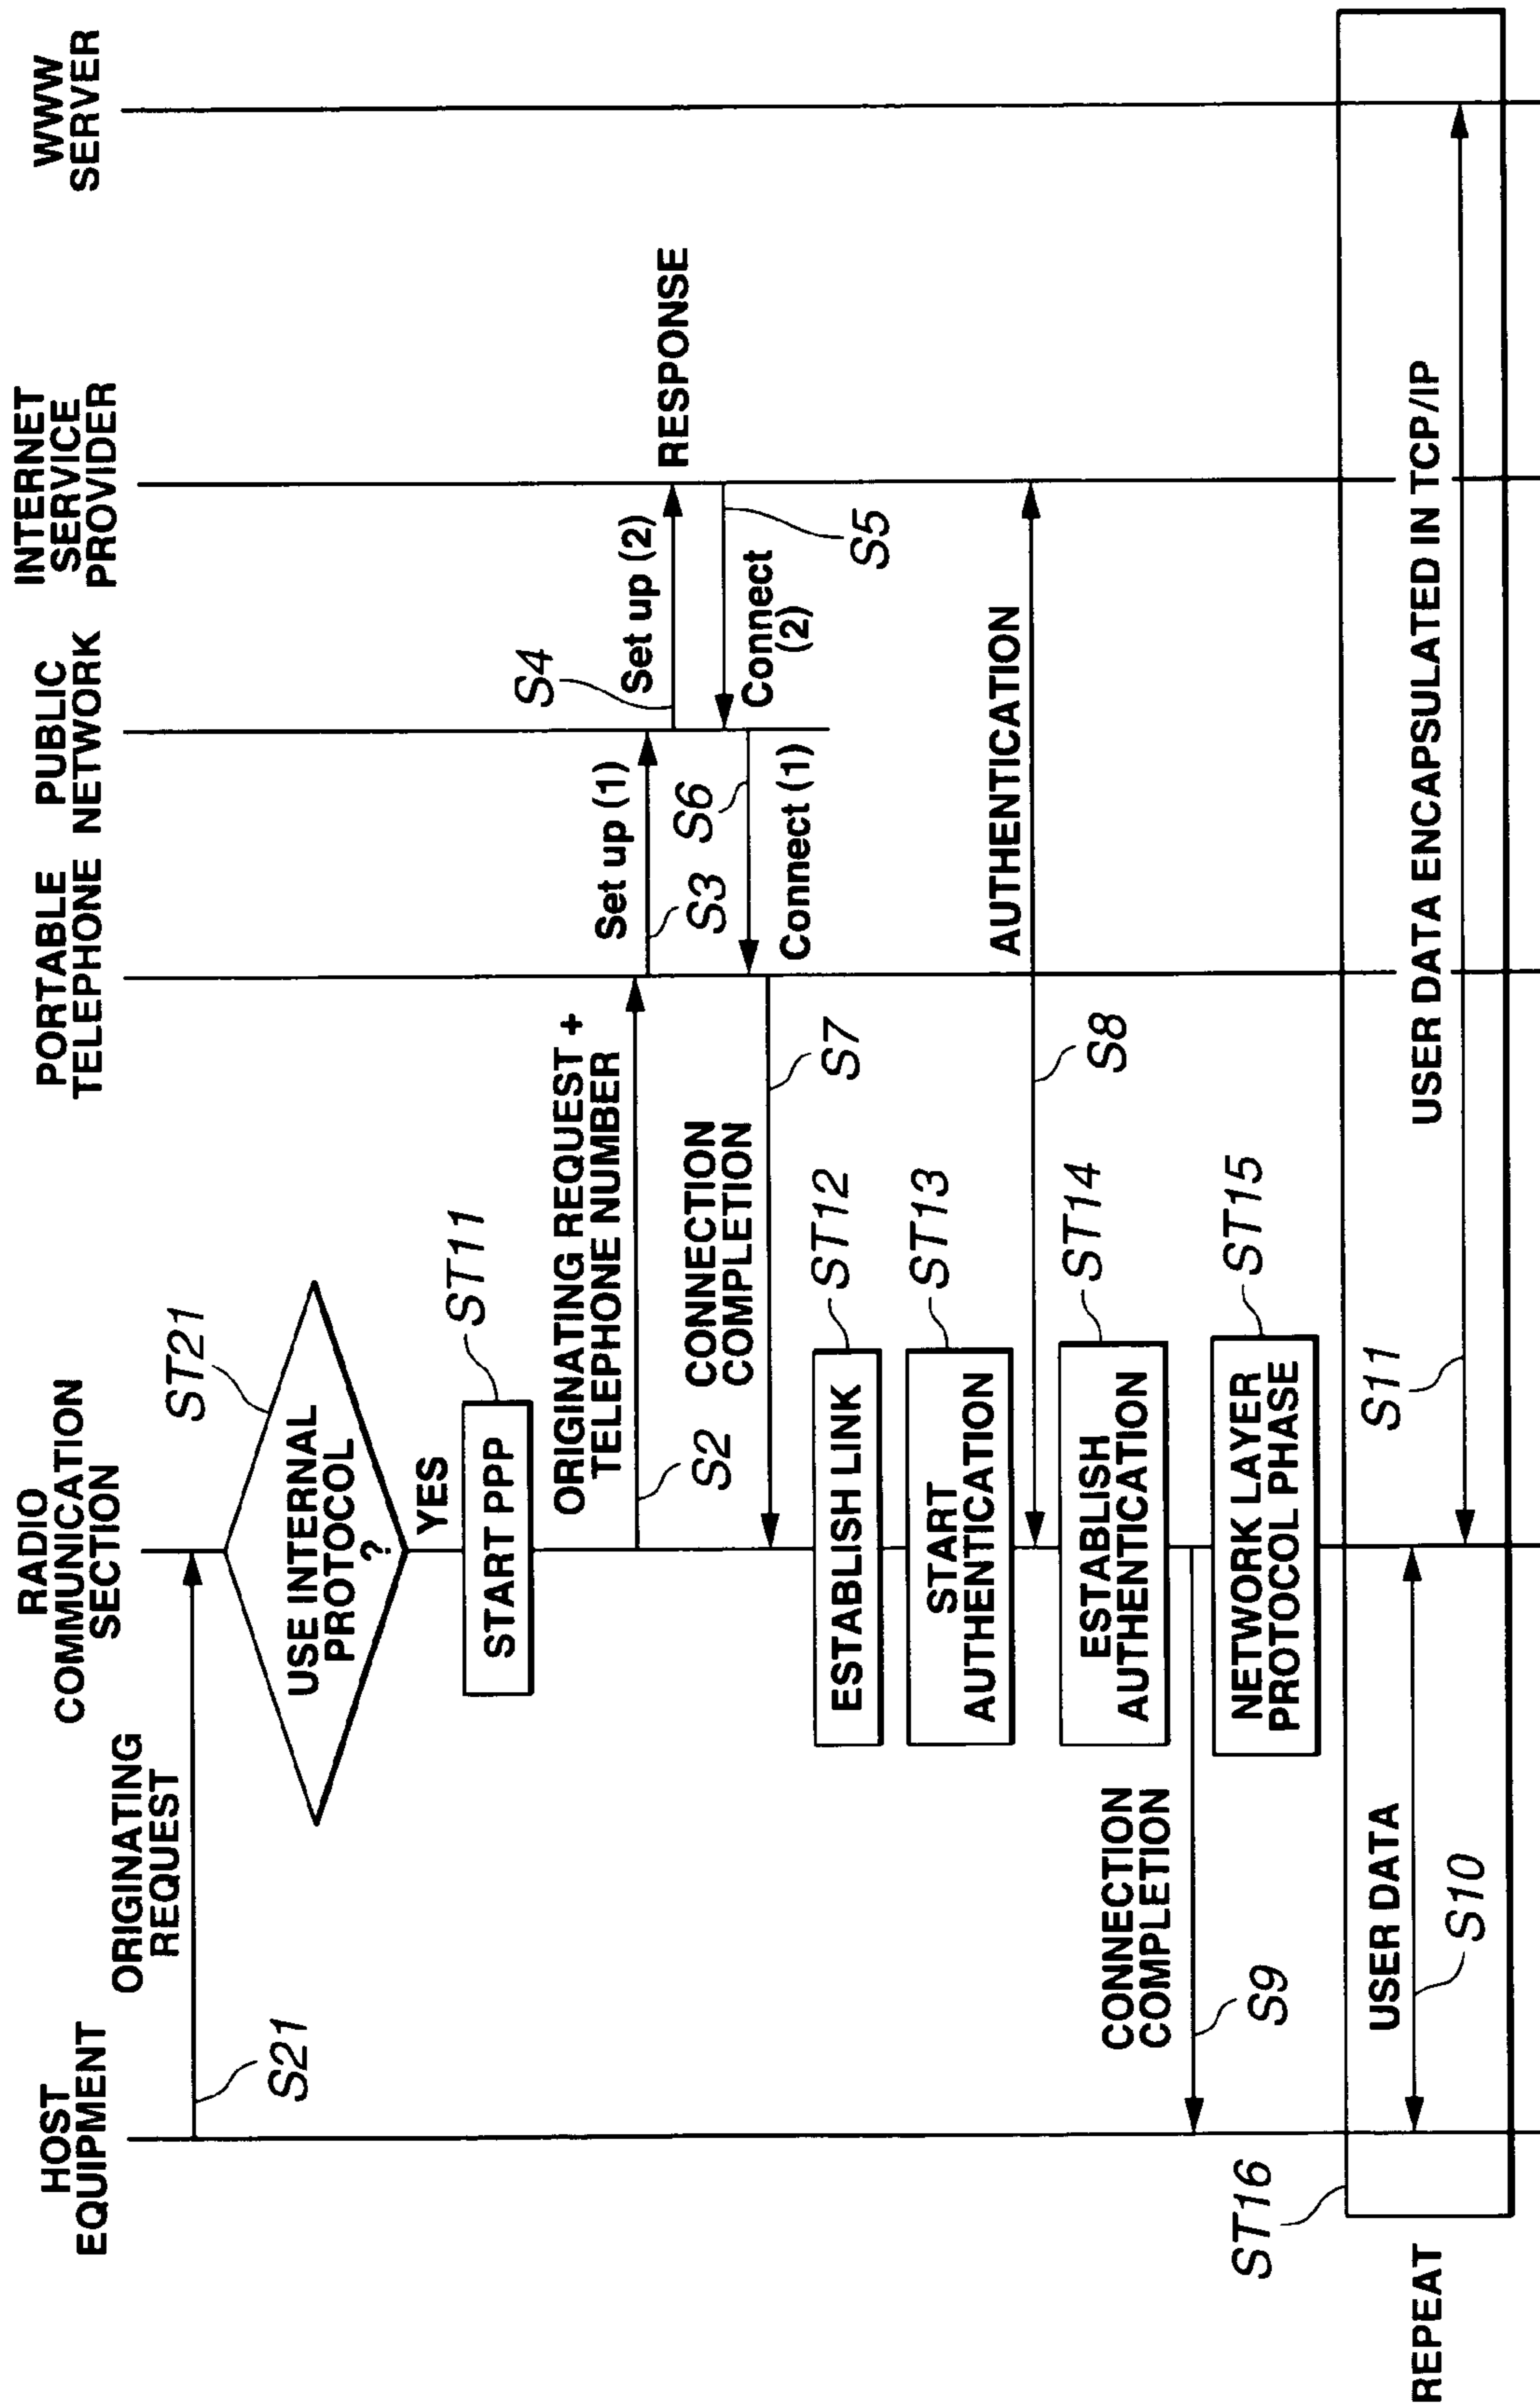 HOST
EQUIPMENT
RADIO
COMMUNICATION
SECTION
PORTABLE
TELEPHONE
PUBLIC
NETWORK
INTERNET
SERVICE
PROVIDER
WWW
SERVER
ORIGINATING
REQUEST
S21
ST21
USE INTERNAL
PROTOCOL
?
YES
START PPP
ST11
ORIGINATING REQUEST +
TELEPHONE NUMBER
S2
Set up (1)
S3
S4
Set up (2)
RESPONSE
S5
Connect
(2)
S6
Connect (1)
CONNECTION
COMPLETION
S7
ESTABLISH LINK
ST12
START
AUTHENTICATION
ST13
AUTHENTICATION
S8
ESTABLISH
AUTHENTICATION
ST14
CONNECTION
COMPLETION
S9
NETWORK LAYER
PROTOCOL PHASE
ST15
ST16
REPEAT
USER DATA
S10
S11
USER DATA ENCAPSULATED IN TCP/IP